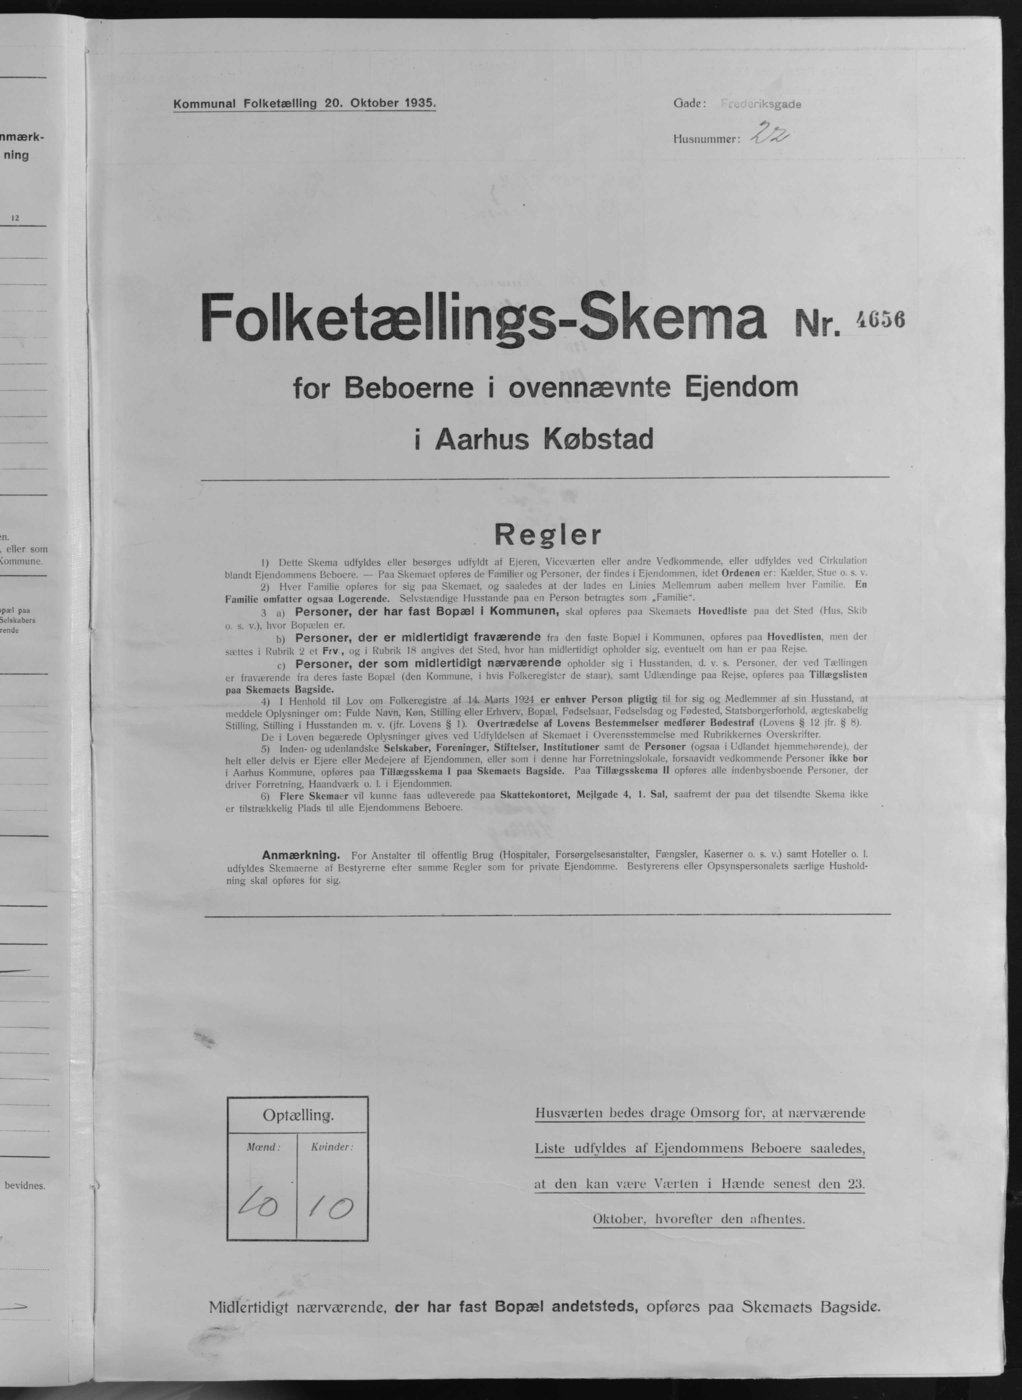 nmærk-
ning
12
en.
, eller som
Kommune.
opæl paa
Selskabers
rende
bevidnes.
Kommunal Folketælling 20. Oktober 1935.
Gade: Frederiksgade
Husnummer: 22
Folketællings-Skema Nr. 4656
for Beboerne i ovennævnte Ejendom
i Aarhus Købstad
Regler
1) Dette Skema udfyldes eller besørges udfyldt af Ejeren, Viceværten eller andre Vedkommende, eller udfyldes ved Cirkulation
blandt Ejendommens Beboere. — Paa Skemaet opføres de Familier og Personer, der findes i Ejendommen, idet Ordenen er: Kælder, Stue o. s. v.
2) Hver Familie opføres for sig paa Skemaet, og saaledes at der lades en Linies Mellemrum aaben mellem hver Familie. En
Familie omfatter ogsaa Logerende. Selvstændige Husstande paa en Person betragtes som „Familie“.
3 a) Personer, der har fast Bopæl i Kommunen, skal opføres paa Skemaets Hovedliste paa det Sted (Hus, Skib
o. s. v.), hvor Bopælen er.
b) Personer, der er midlertidigt fraværende fra den faste Bopæl i Kommunen, opføres paa Hovedlisten, men der
sættes i Rubrik 2 et Frv., og i Rubrik 18 angives det Sted, hvor han midlertidigt opholder sig, eventuelt om han er paa Rejse.
c) Personer, der som midlertidigt nærværende opholder sig i Husstanden, d. v. s. Personer, der ved Tællingen
er fraværende fra deres faste Bopæl (den Kommune, i hvis Folkeregister de staar), samt Udlændinge paa Rejse, opføres paa Tillægslisten
paa Skemaets Bagside.
4) I Henhold til Lov om Folkeregistre af 14. Marts 1924 er enhver Person pligtig til for sig og Medlemmer af sin Husstand, at
meddele Oplysninger om: Fulde Navn, Køn, Stilling eller Erhverv, Bopæl, Fødselsaar, Fødselsdag og Fødested, Statsborgerforhold, ægteskabelig
Stilling, Stilling i Husstanden m. v. (jfr. Lovens § 1). Overtrædelse af Lovens Bestemmelser medfører Bødestraf (Lovens § 12 jfr. § 8).
De i Loven begærede Oplysninger gives ved Udfyldelsen af Skemaet i Overensstemmelse med Rubrikkernes Overskrifter.
5) Inden- og udenlandske Selskaber, Foreninger, Stiftelser, Institutioner samt de Personer (ogsaa i Udlandet hjemmehørende), der
helt eller delvis er Ejere eller Medejere af Ejendommen, eller som i denne har Forretningslokale, forsaavidt vedkommende Personer ikke bor
i Aarhus Kommune, opføres paa Tillægsskema I paa Skemaets Bagside. Paa Tillægsskema II opføres alle indenbysboende Personer, der
driver Forretning, Haandværk o. l. i Ejendommen.
6) Flere Skemaer vil kunne faas udleverede paa Skattekontoret, Mejlgade 4, 1. Sal, saafremt der paa det tilsendte Skema ikke
er tilstrækkelig Plads til alle Ejendommens Beboere.
Anmærkning. For Anstalter til offentlig Brug (Hospitaler, Forsørgelsesanstalter, Fængsler, Kaserner o. s. v.) samt Hoteller o. l.
udfyldes Skemaerne af Bestyrerne efter samme Regler som for private Ejendomme. Bestyrerens eller Opsynspersonalets særlige Hushold-
ning skal opføres for sig.
Optælling.
Mænd: Kvinder:
10 10
Husværten bedes drage Omsorg for, at nærværende
Liste udfyldes af Ejendommens Beboere saaledes,
at den kan være Værten i Hænde senest den 23.
Oktober, hvorefter den afhentes.
Midlertidigt nærværende, der har fast Bopæl andetsteds, opføres paa Skemaets Bagside.